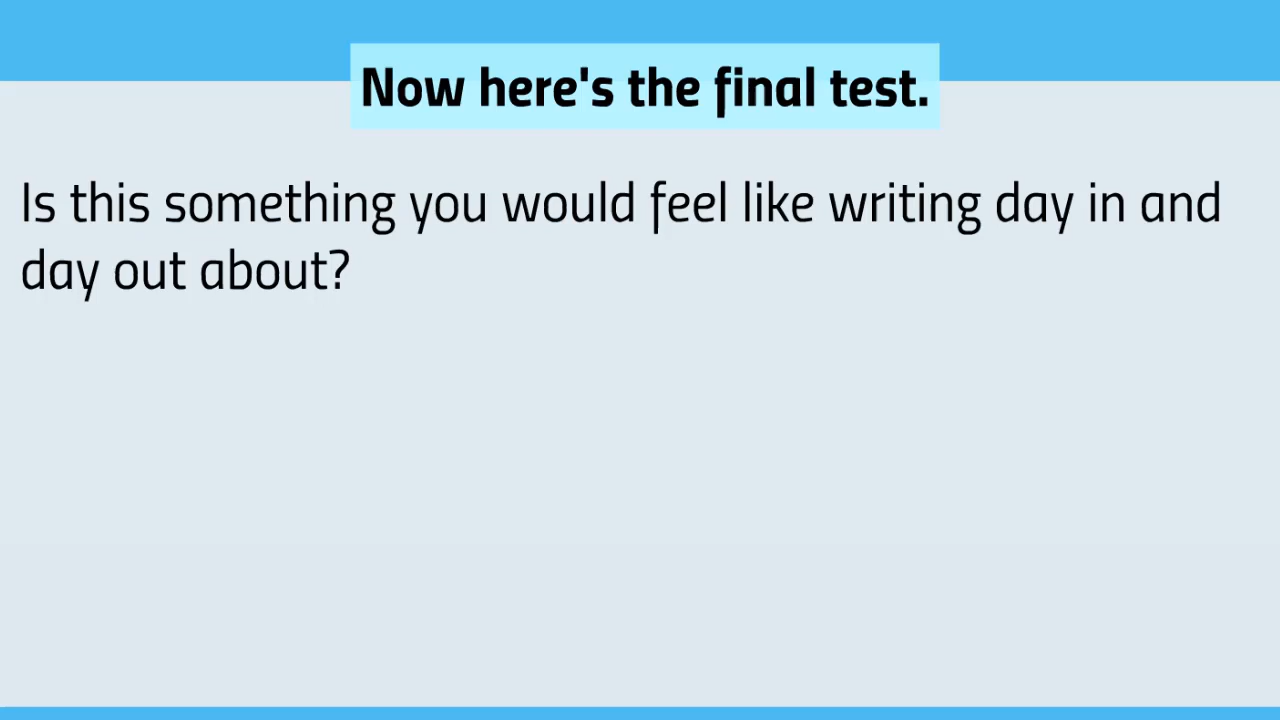 Now here's the final test.
Is this something you would feel like writing day in and
day out about?